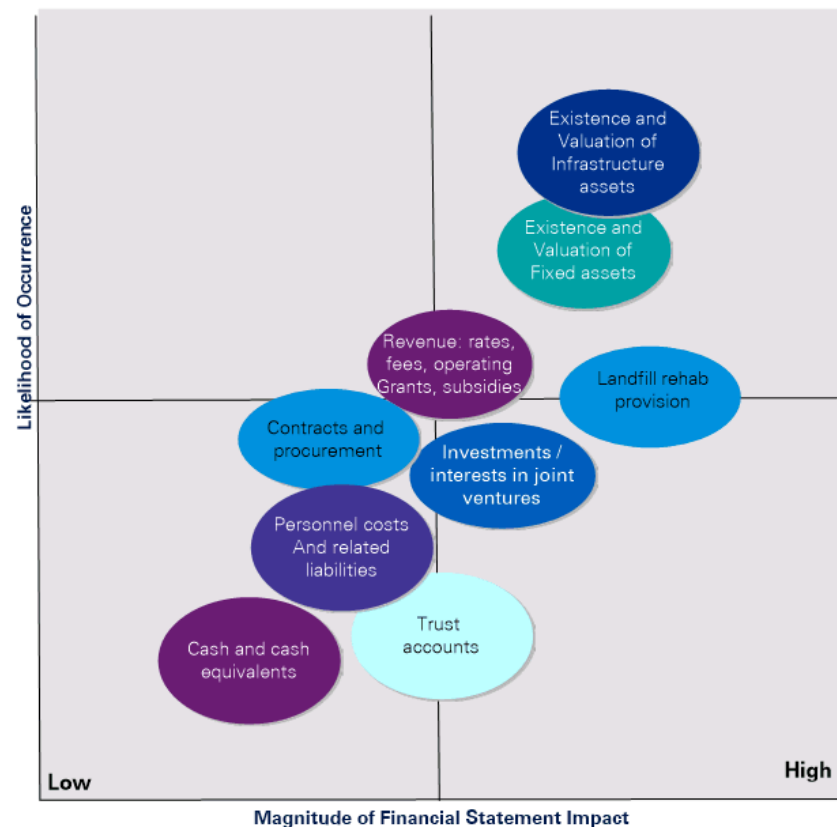 Existence and
Valuation of
Infrastructure
assets
Existence and
Valuation of
Fixed assets
Revenue: rates,
fees, operating
Grants, subsidies
Landfill rehab
provision
Contracts and
procurement
Investments /
interests in joint
ventures
Personnel costs
And related
liabilities
Trust
accounts
Cash and cash
equivalents
Likelihood of Occurrence
Low
High
Magnitude of Financial Statement Impact